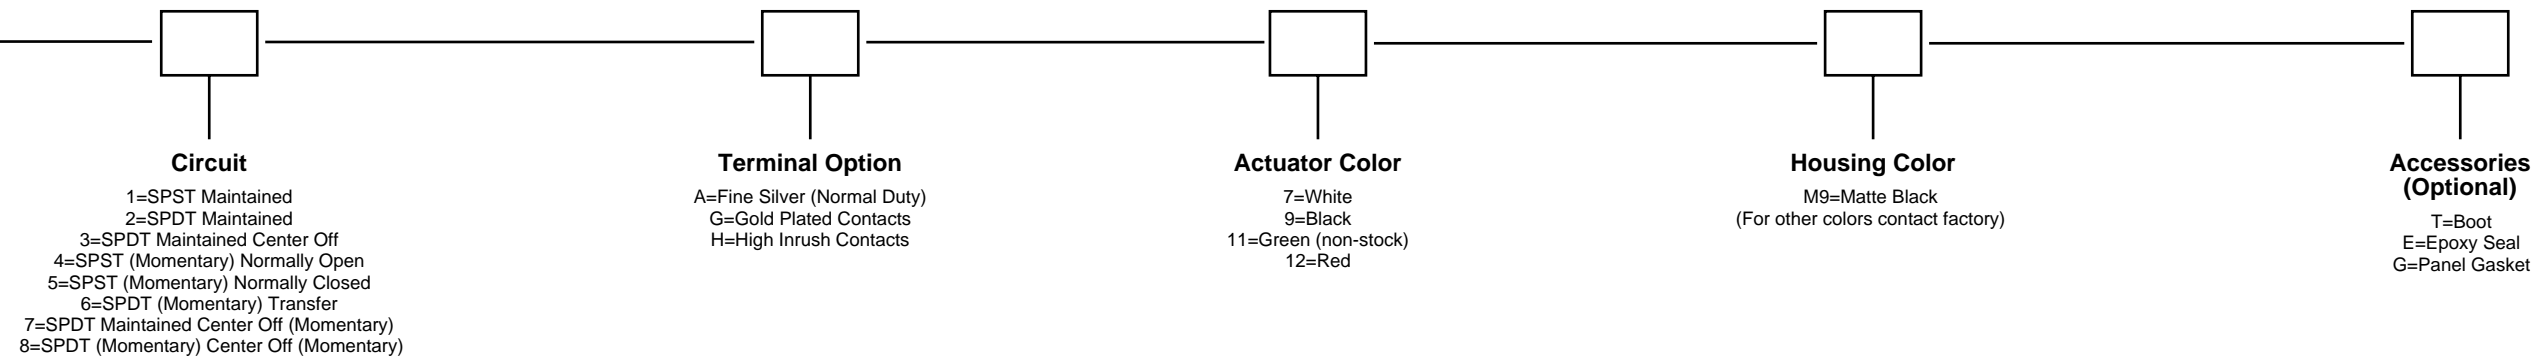 Circuit
1=SPST Maintained
2=SPDT Maintained
3=SPDT Maintained Center Off
4=SPST (Momentary) Normally Open
5=SPST (Momentary) Normally Closed
6=SPDT (Momentary) Transfer
7=SPDT Maintained Center Off (Momentary)
8=SPDT (Momentary) Center Off (Momentary)
Terminal Option
A=Fine Silver (Normal Duty)
G=Gold Plated Contacts
H=High Inrush Contacts
Actuator Color
7=White
9=Black
11=Green (non-stock)
12=Red
Housing Color
M9=Matte Black
(For other colors contact factory)
Accessories
(Optional)
T=Boot
E=Epoxy Seal
G=Panel Gasket